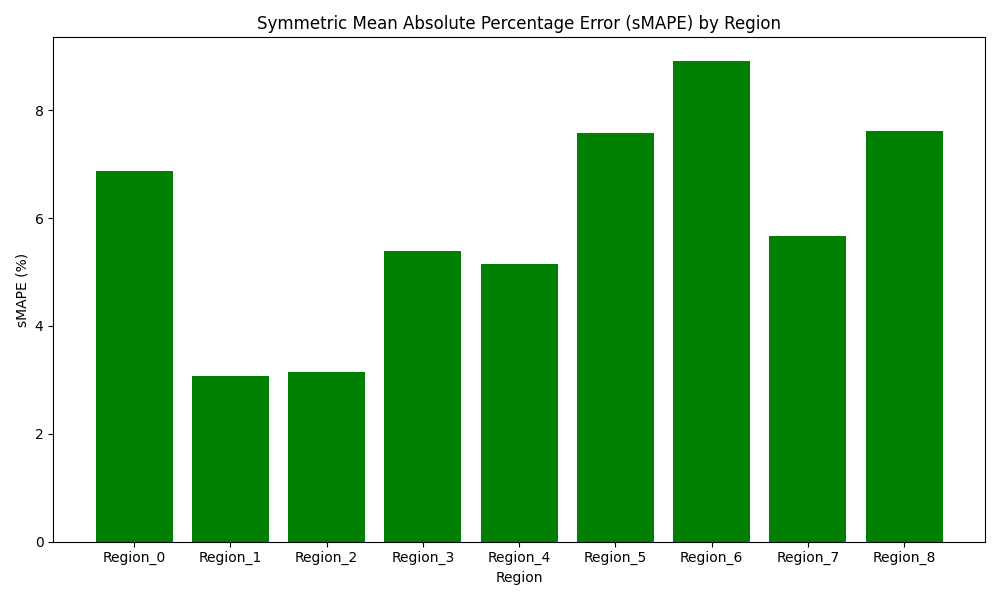 Symmetric Mean Absolute Percentage Error (sMAPE) by Region
sMAPE (%)
8
6
4
2
0
Region_0 Region_1 Region_2 Region_3 Region_4 Region_5 Region_6 Region_7 Region_8
Region